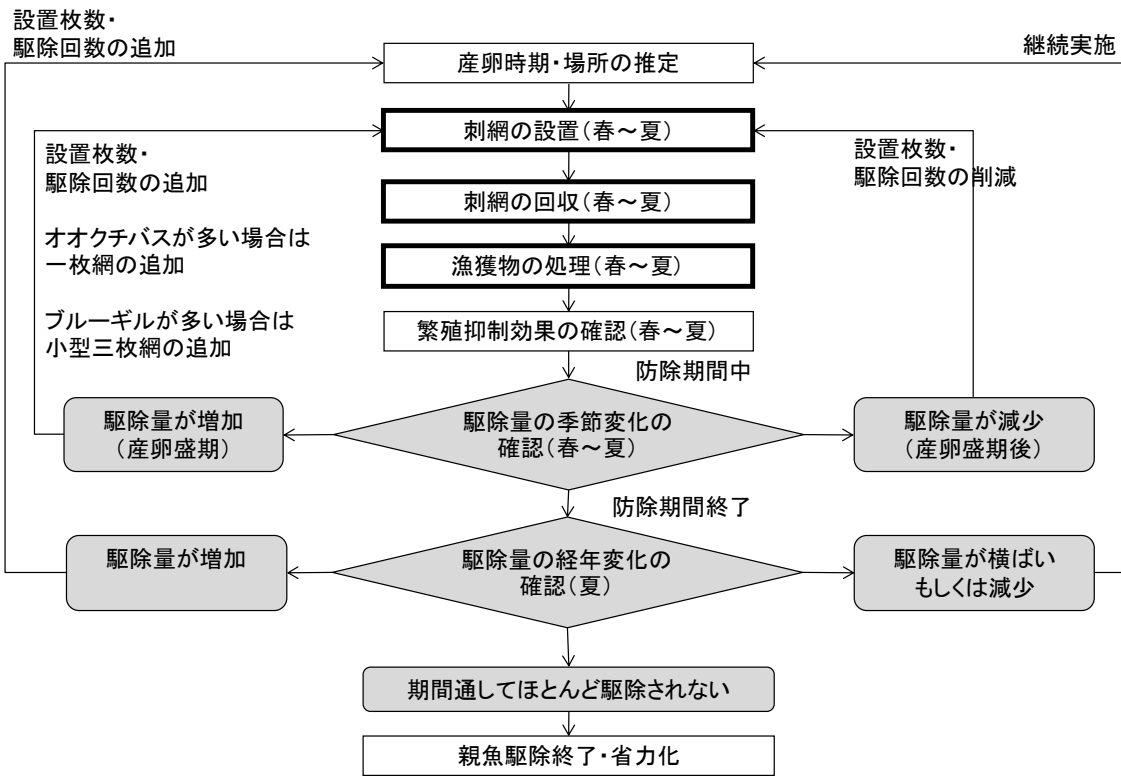 設置枚数・
駆除回数の追加
継続実施
産卵時期・場所の推定
刺網の設置(春～夏)
設置枚数・
駆除回数の追加
オオクチバスが多い場合は
一枚網の追加
ブルーギルが多い場合は
小型三枚網の追加
設置枚数・
駆除回数の削減
刺網の回収(春～夏)
漁獲物の処理(春～夏)
繁殖抑制効果の確認(春～夏)
防除期間中
駆除量が増加
(産卵盛期)
駆除量の季節変化の
確認(春～夏)
駆除量が減少
(産卵盛期後)
防除期間終了
駆除量が増加
駆除量の経年変化の
確認(夏)
駆除量が横ばい
もしくは減少
期間通してほとんど駆除されない
親魚駆除終了・省力化